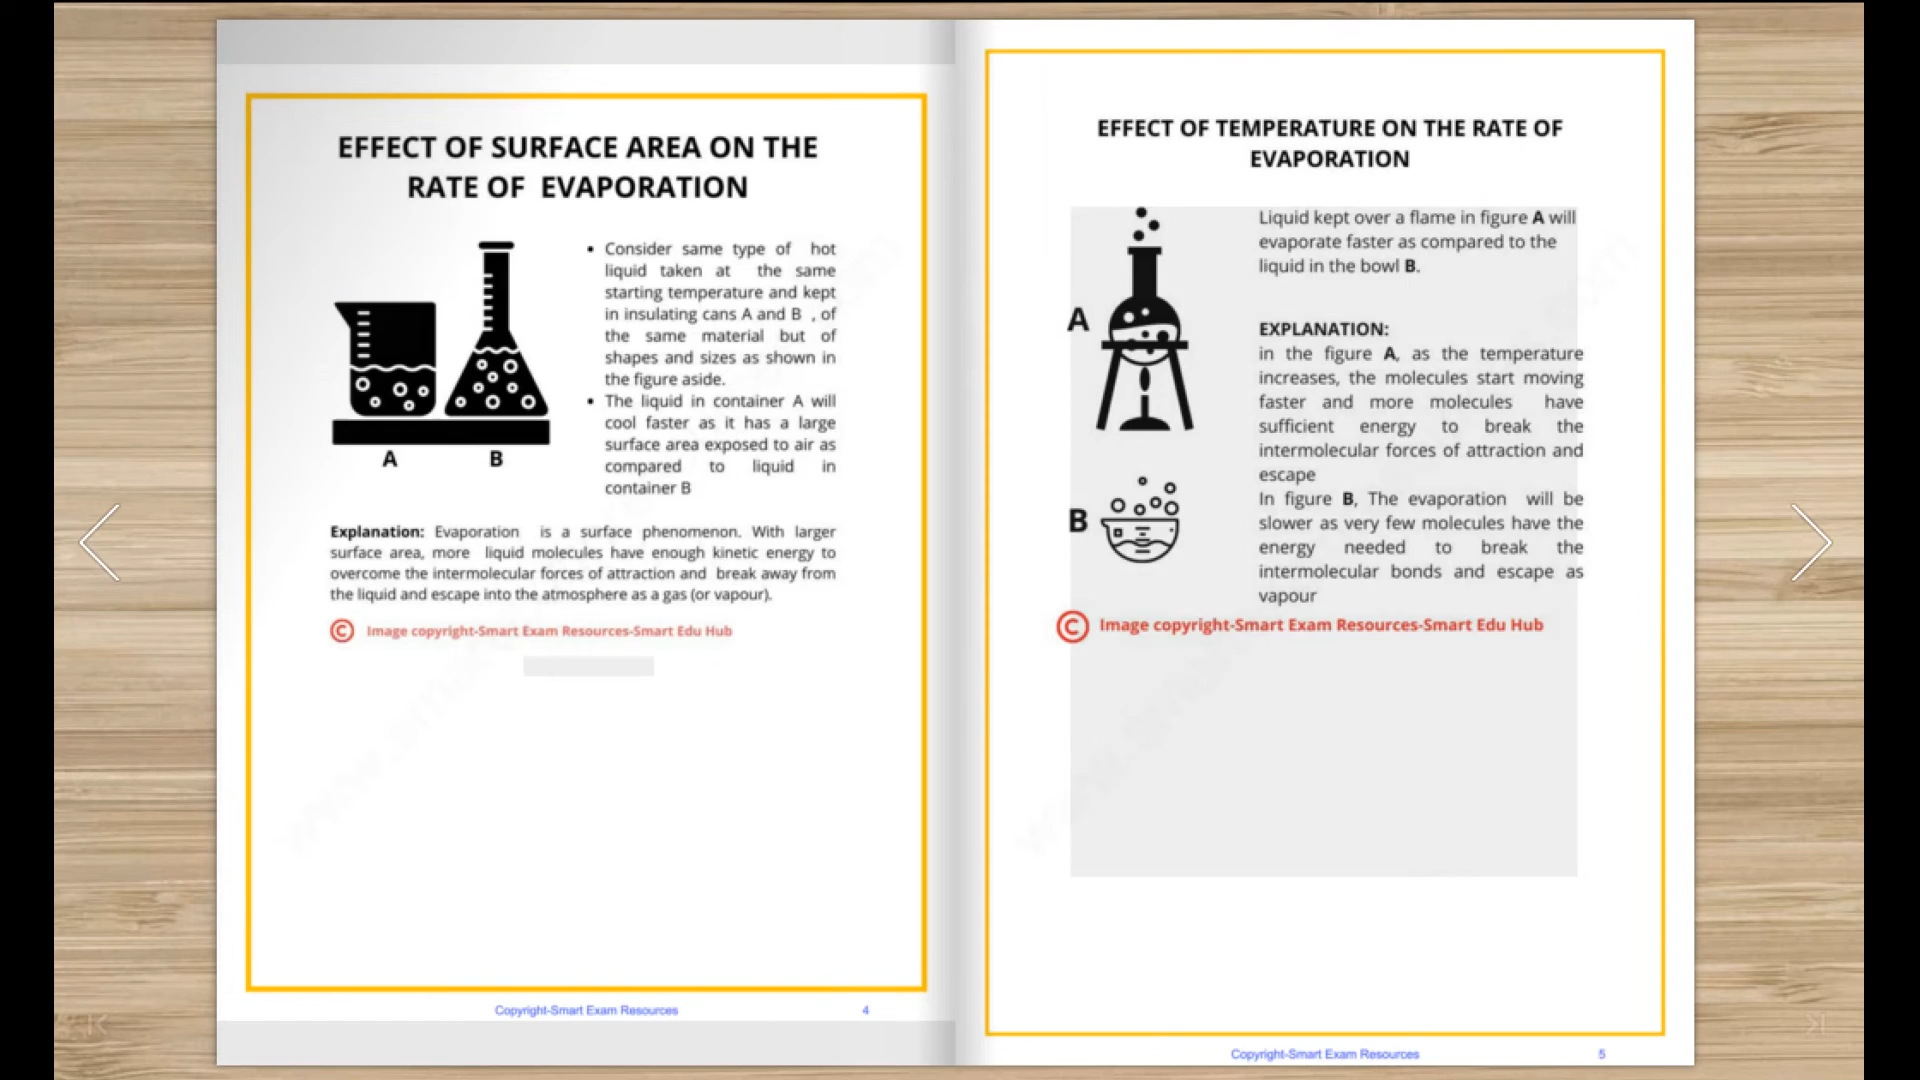 EFFECT OF SURFACE AREA ON THE
RATE OF EVAPORATION
• Consider same type of hot
liquid taken at the same
starting temperature and kept
in insulating cans A and B , of
the same material but of
shapes and sizes as shown in
the figure aside.
• The liquid in container A will
cool faster as it has a large
surface area exposed to air as
compared to liquid in
container B
A B
Explanation: Evaporation is a surface phenomenon. With larger
surface area, more liquid molecules have enough kinetic energy to
overcome the intermolecular forces of attraction and break away from
the liquid and escape into the atmosphere as a gas (or vapour).
© Image copyright-Smart Exam Resources-Smart Edu Hub
Copyright-Smart Exam Resources 4
EFFECT OF TEMPERATURE ON THE RATE OF
EVAPORATION
Liquid kept over a flame in figure A will
evaporate faster as compared to the
liquid in the bowl B.
A
EXPLANATION:
in the figure A, as the temperature
increases, the molecules start moving
faster and more molecules have
sufficient energy to break the
intermolecular forces of attraction and
escape
In figure B, The evaporation will be
slower as very few molecules have the
energy needed to break the
intermolecular bonds and escape as
vapour
B
© Image copyright-Smart Exam Resources-Smart Edu Hub
Copyright-Smart Exam Resources 5